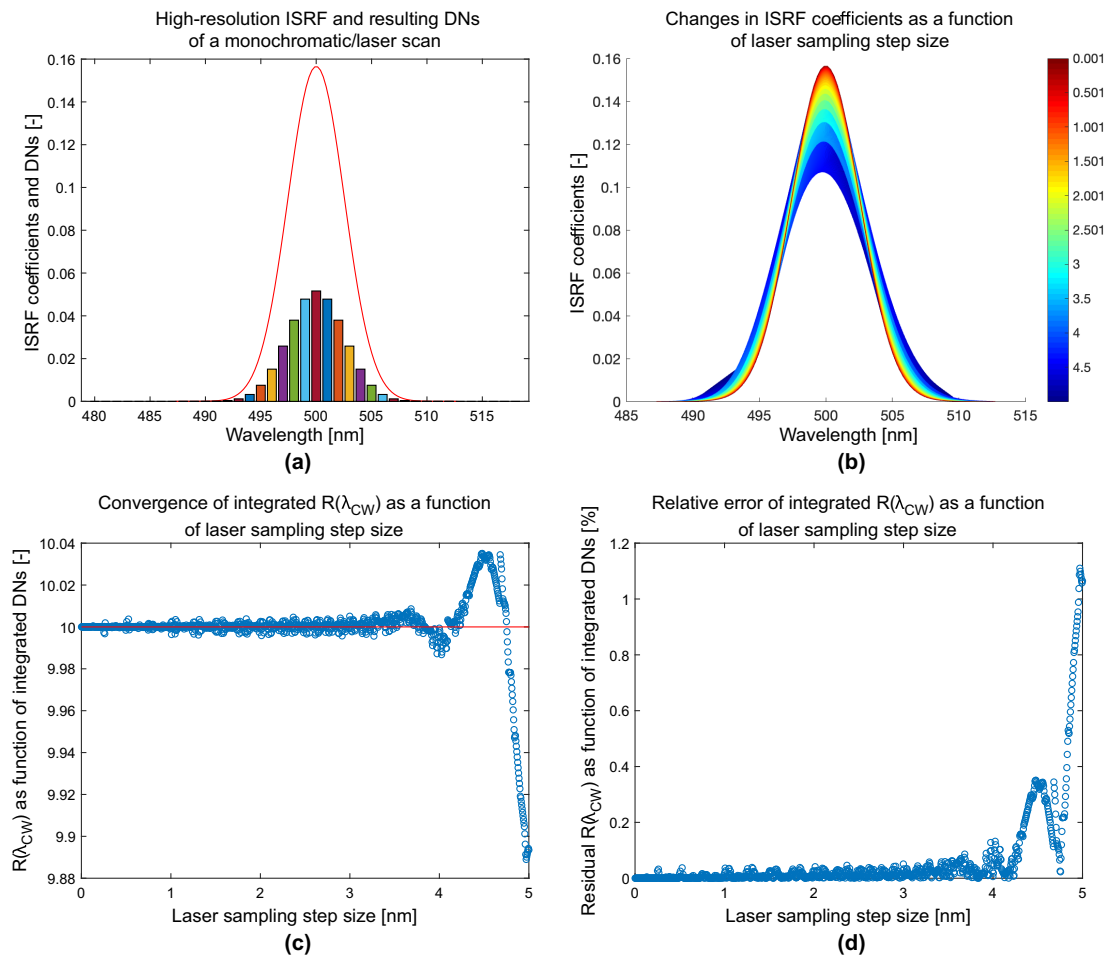 High-resolution ISRF and resulting DNs
of a monochromatic/laser scan
0.16
0.14
0.12
0.1
0.08
0.06
0.04
0.02
0
ISRF coefficients and DNs [-]
480 485 490 495 500 505 510 515
Wavelength [nm]
(a)
Changes in ISRF coefficients as a function
of laser sampling step size
0.16
0.14
0.12
0.1
0.08
0.06
0.04
0.02
0
ISRF coefficients [-]
485 490 495 500 505 510 515
Wavelength [nm]
0.001
0.501
1.001
1.501
2.001
2.501
3
3.5
4
4.5
(b)
Convergence of integrated R(λCW) as a function
of laser sampling step size
10.04
10.02
10
9.98
9.96
9.94
9.92
9.9
9.88
R(λCW) as function of integrated DNs [-]
0 1 2 3 4 5
Laser sampling step size [nm]
(c)
Relative error of integrated R(λCW) as a function
of laser sampling step size
1.2
1
0.8
0.6
0.4
0.2
0
Residual R(λCW) as function of integrated DNs [%]
0 1 2 3 4 5
Laser sampling step size [nm]
(d)